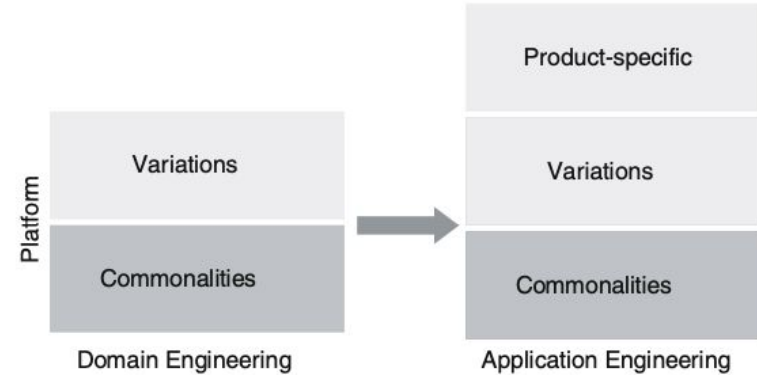 Product-specific
Variations
Variations
Platform
Commonalities
Commonalities
Domain Engineering
Application Engineering